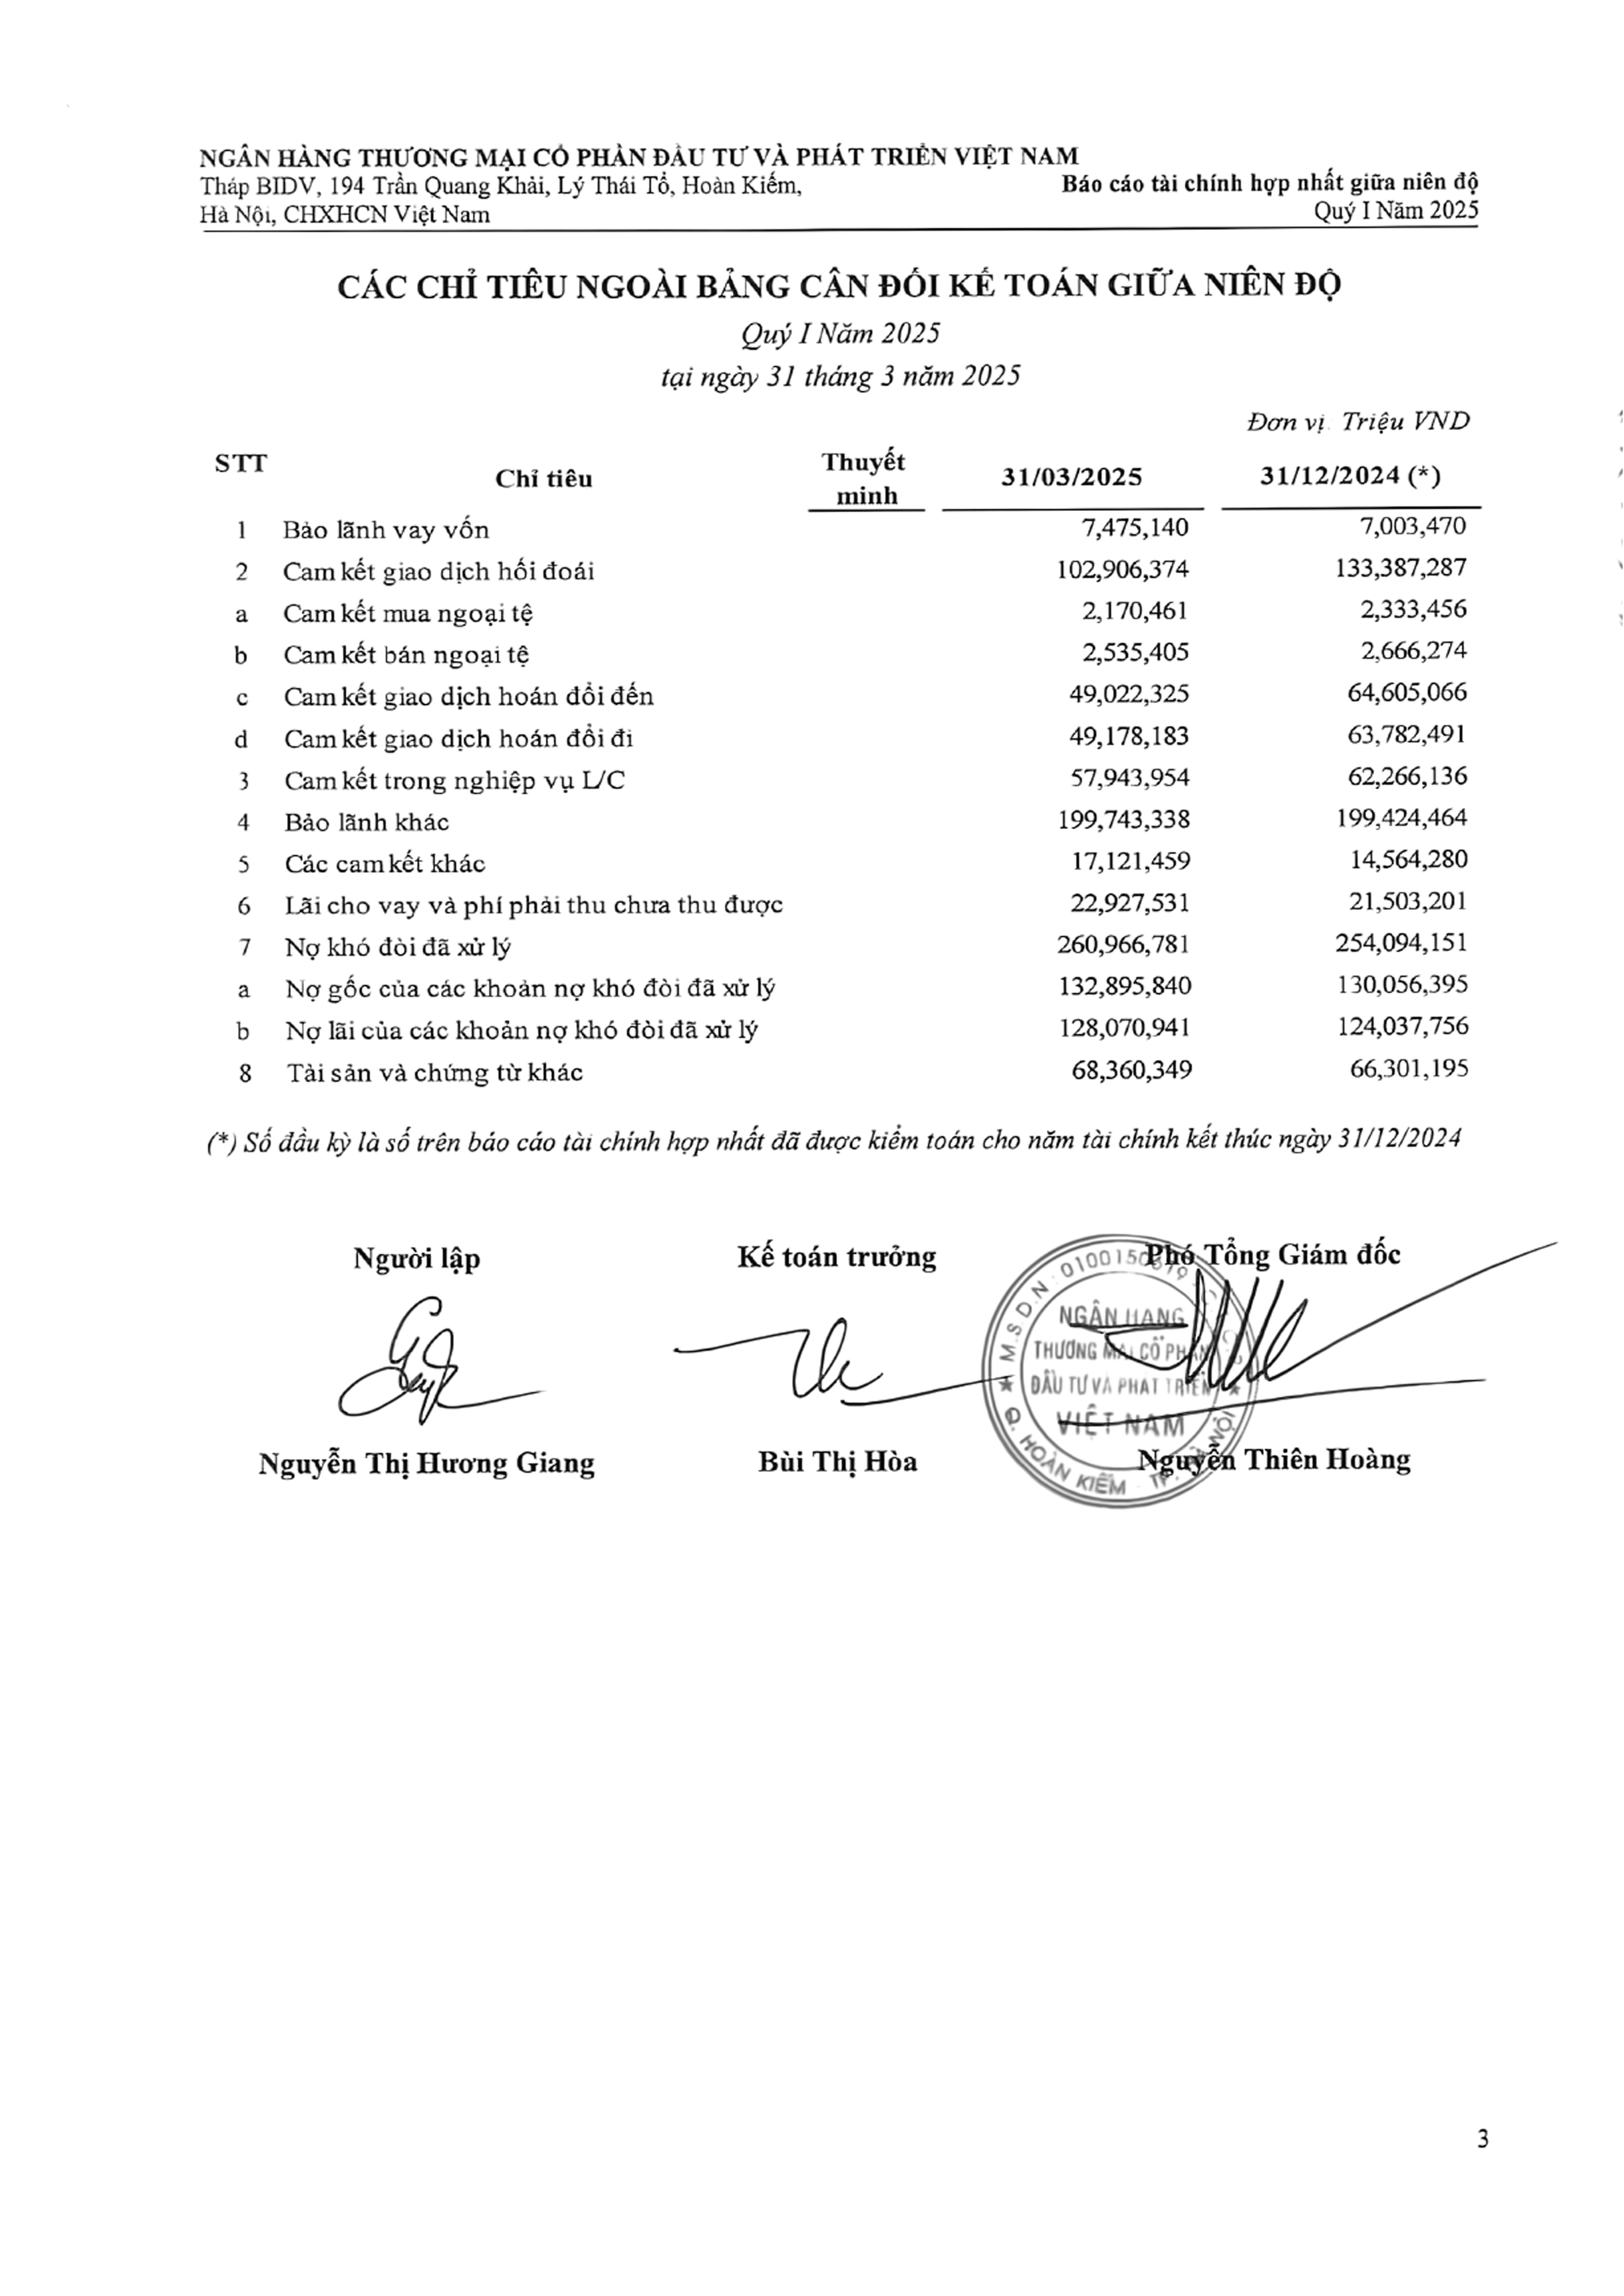 NGÂN HÀNG THƯƠNG MẠI CỔ PHẦN ĐẦU TƯ VÀ PHÁT TRIỂN VIỆT NAM
Tháp BIDV, 194 Trần Quang Khải, Lý Thái Tổ, Hoàn Kiếm, Báo cáo tài chính hợp nhất giữa niên độ
Hà Nội, CHXHCN Việt Nam Quý I Năm 2025
CÁC CHỈ TIÊU NGOÀI BẢNG CÂN ĐỐI KẾ TOÁN GIỮA NIÊN ĐỘ
Quý I Năm 2025
tại ngày 31 tháng 3 năm 2025
Đơn vị Triệu VND
STT Chỉ tiêu Thuyết minh 31/03/2025 31/12/2024 (*)
1 Bảo lãnh vay vốn 7,475,140 7,003,470
2 Cam kết giao dịch hối đoái 102,906,374 133,387,287
a Cam kết mua ngoại tệ 2,170,461 2,333,456
b Cam kết bán ngoại tệ 2,535,405 2,666,274
c Cam kết giao dịch hoán đổi đến 49,022,325 64,605,066
d Cam kết giao dịch hoán đổi đi 49,178,183 63,782,491
3 Cam kết trong nghiệp vụ L/C 57,943,954 62,266,136
4 Bảo lãnh khác 199,743,338 199,424,464
5 Các cam kết khác 17,121,459 14,564,280
6 Lãi cho vay và phí phải thu chưa thu được 22,927,531 21,503,201
7 Nợ khó đòi đã xử lý 260,966,781 254,094,151
a Nợ gốc của các khoản nợ khó đòi đã xử lý 132,895,840 130,056,395
b Nợ lãi của các khoản nợ khó đòi đã xử lý 128,070,941 124,037,756
8 Tài sản và chứng từ khác 68,360,349 66,301,195
(*) Số đầu kỳ là số trên báo cáo tài chính hợp nhất đã được kiểm toán cho năm tài chính kết thúc ngày 31/12/2024
Người lập Kế toán trưởng Phó Tổng Giám đốc
M.S.D.N: 0100150619
NGÂN HÀNG
THƯƠNG MẠI CỔ PHẦN
ĐẦU TƯ VÀ PHÁT TRIỂN
VIỆT NAM
Q. HOÀN KIẾM - TP. HÀ NỘI
Nguyễn Thị Hương Giang Bùi Thị Hòa Nguyễn Thiên Hoàng
3